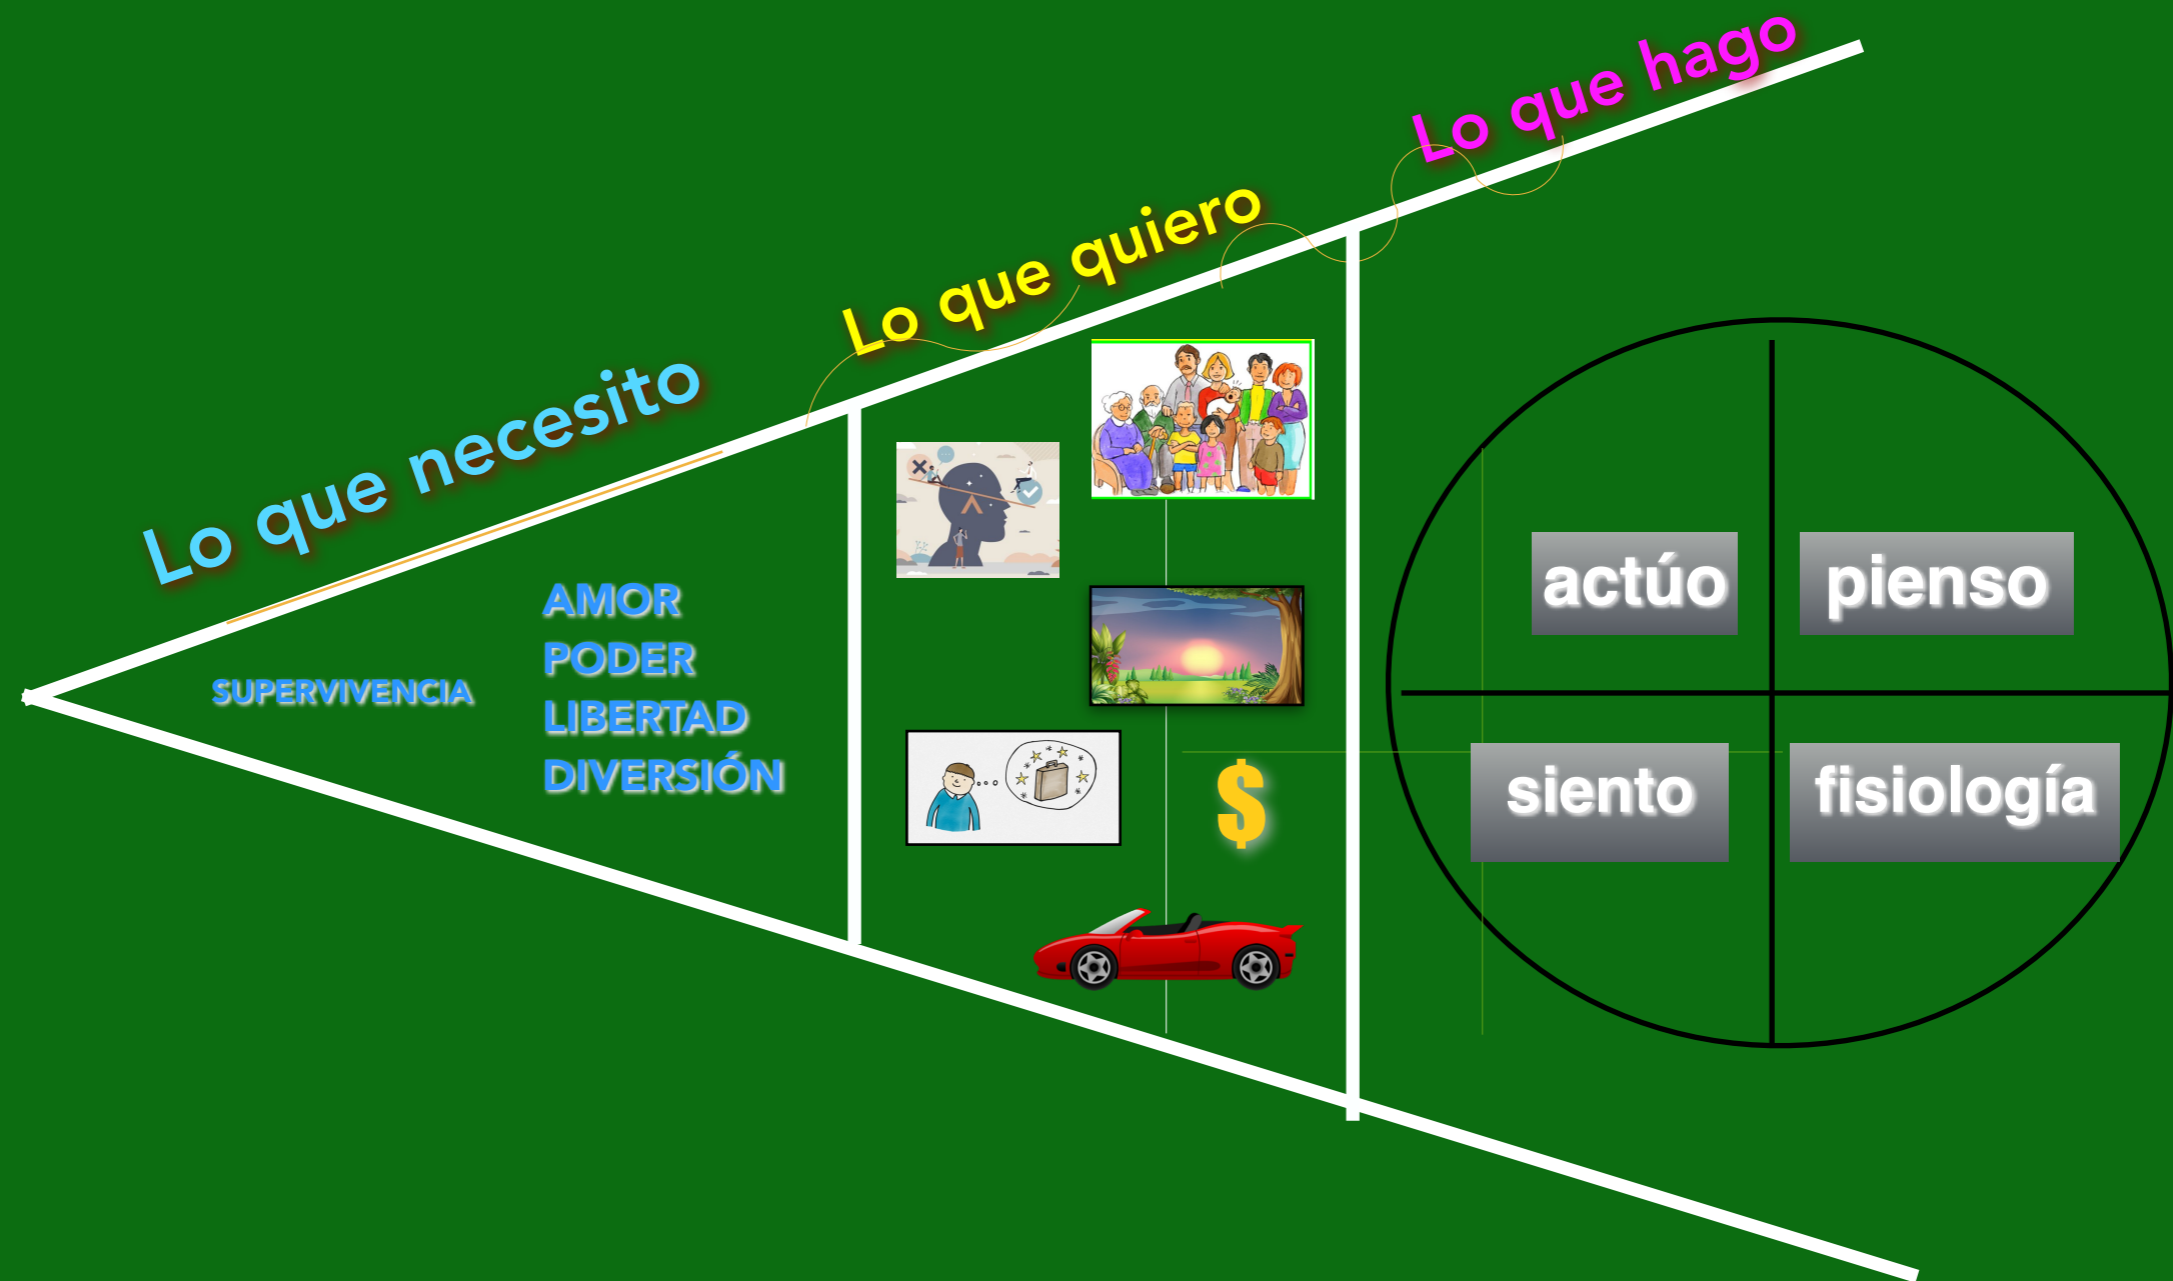 Lo que necesito
Lo que quiero
Lo que hago
SUPERVIVENCIA
AMOR
PODER
LIBERTAD
DIVERSIÓN
$
actúo
pienso
siento
fisiología